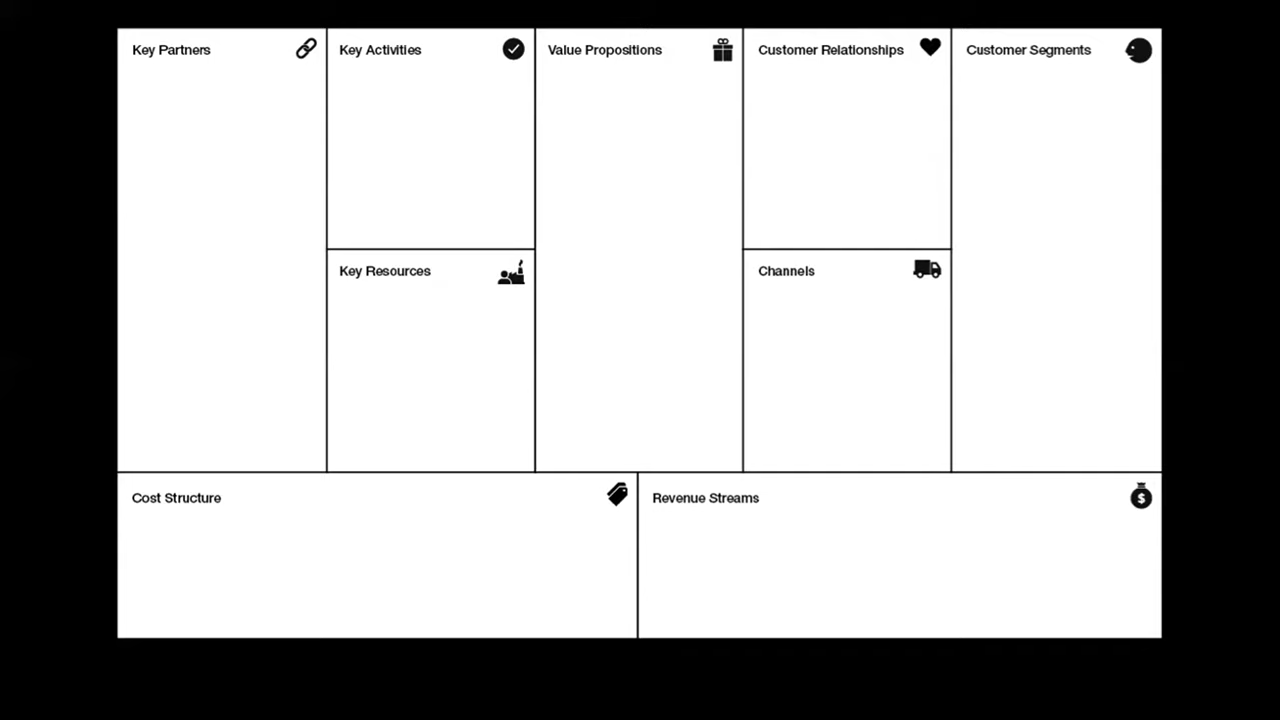 Key Partners
Key Activities
Value Propositions
Customer Relationships
Customer Segments
Key Resources
Channels
Cost Structure
Revenue Streams
$